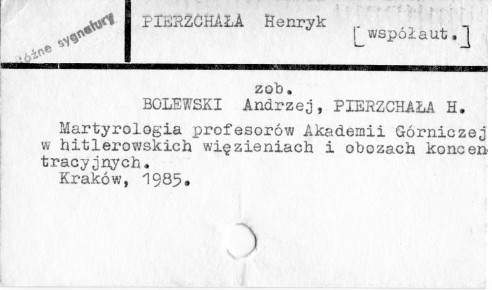 różne sygnatury
PIERZCHAŁA Henryk
[współaut.]
zob.
BOLEWSKI Andrzej, PIERZCHAŁA H.
Martyrologia profesorów Akademii Górniczej
w hitlerowskich więzieniach i obozach koncen
tracyjnych.
Kraków, 1985.